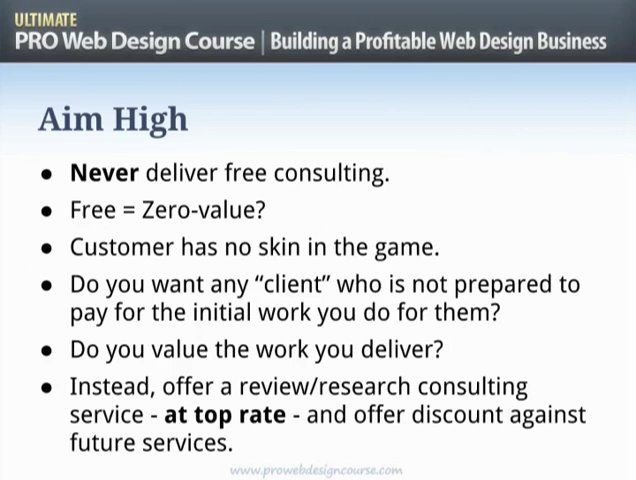 ULTIMATE
PRO Web Design Course | Building a Profitable Web Design Business
Aim High
● Never deliver free consulting.
● Free = Zero-value?
● Customer has no skin in the game.
● Do you want any “client” who is not prepared to
pay for the initial work you do for them?
● Do you value the work you deliver?
● Instead, offer a review/research consulting
service - at top rate - and offer discount against
future services.
www.prowebdesigncourse.com